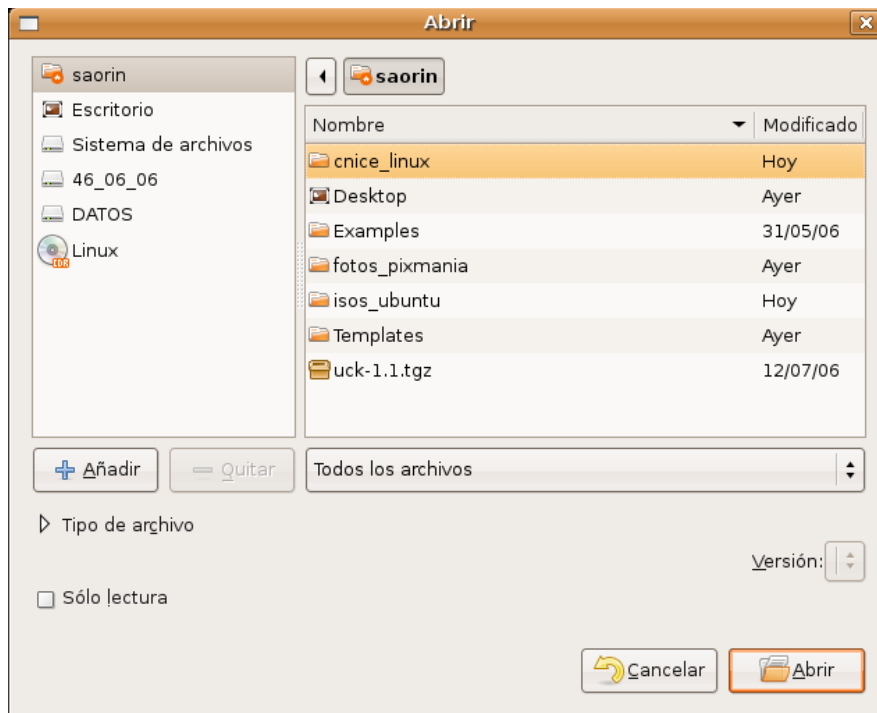 Abrir
saorin
Escritorio
Sistema de archivos
46_06_06
DATOS
Linux
CDR
saorin
Nombre Modificado
cnice_linux Hoy
Desktop Ayer
Examples 31/05/06
fotos_pixmania Ayer
isos_ubuntu Hoy
Templates Ayer
uck-1.1.tgz 12/07/06
Añadir Quitar Todos los archivos
Tipo de archivo
Versión:
Sólo lectura
Cancelar Abrir